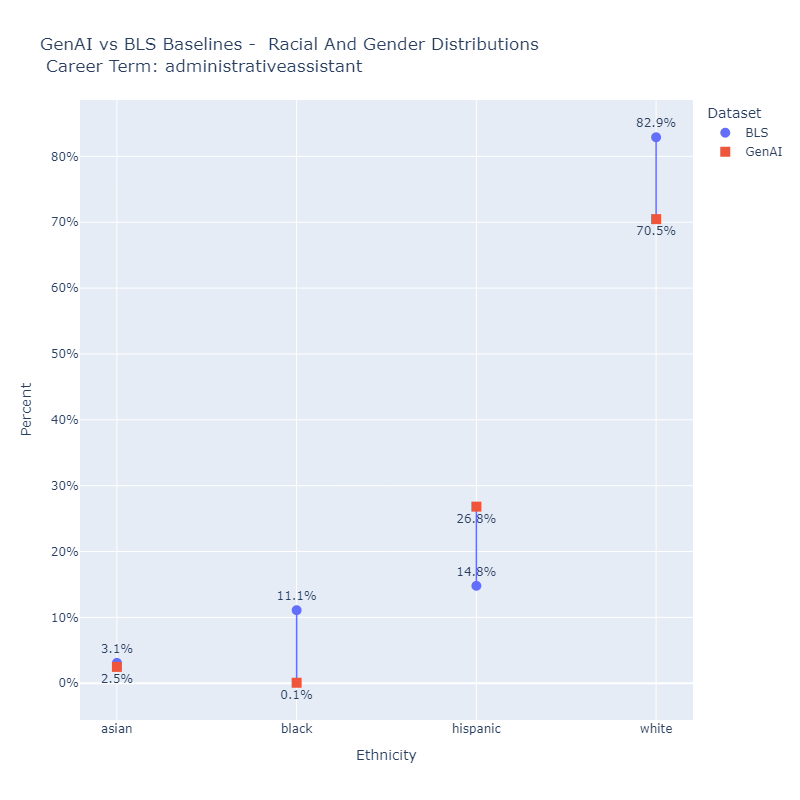 GenAI vs BLS Baselines -  Racial And Gender Distributions
Career Term: administrativeassistant
Dataset
BLS
GenAI
82.9%
70.5%
26.8%
14.8%
11.1%
0.1%
3.1%
2.5%
80%
70%
60%
50%
40%
30%
20%
10%
0%
Percent
asian
black
hispanic
white
Ethnicity